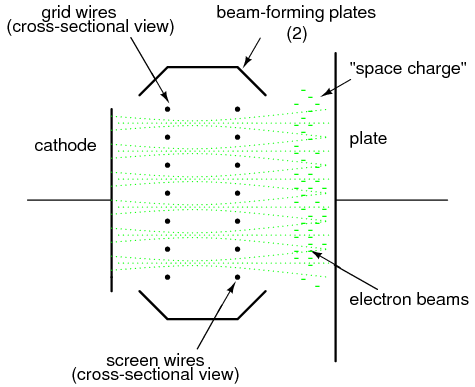 grid wires
(cross-sectional view)
beam-forming plates
(2)
"space charge"
cathode
plate
electron beams
screen wires
(cross-sectional view)